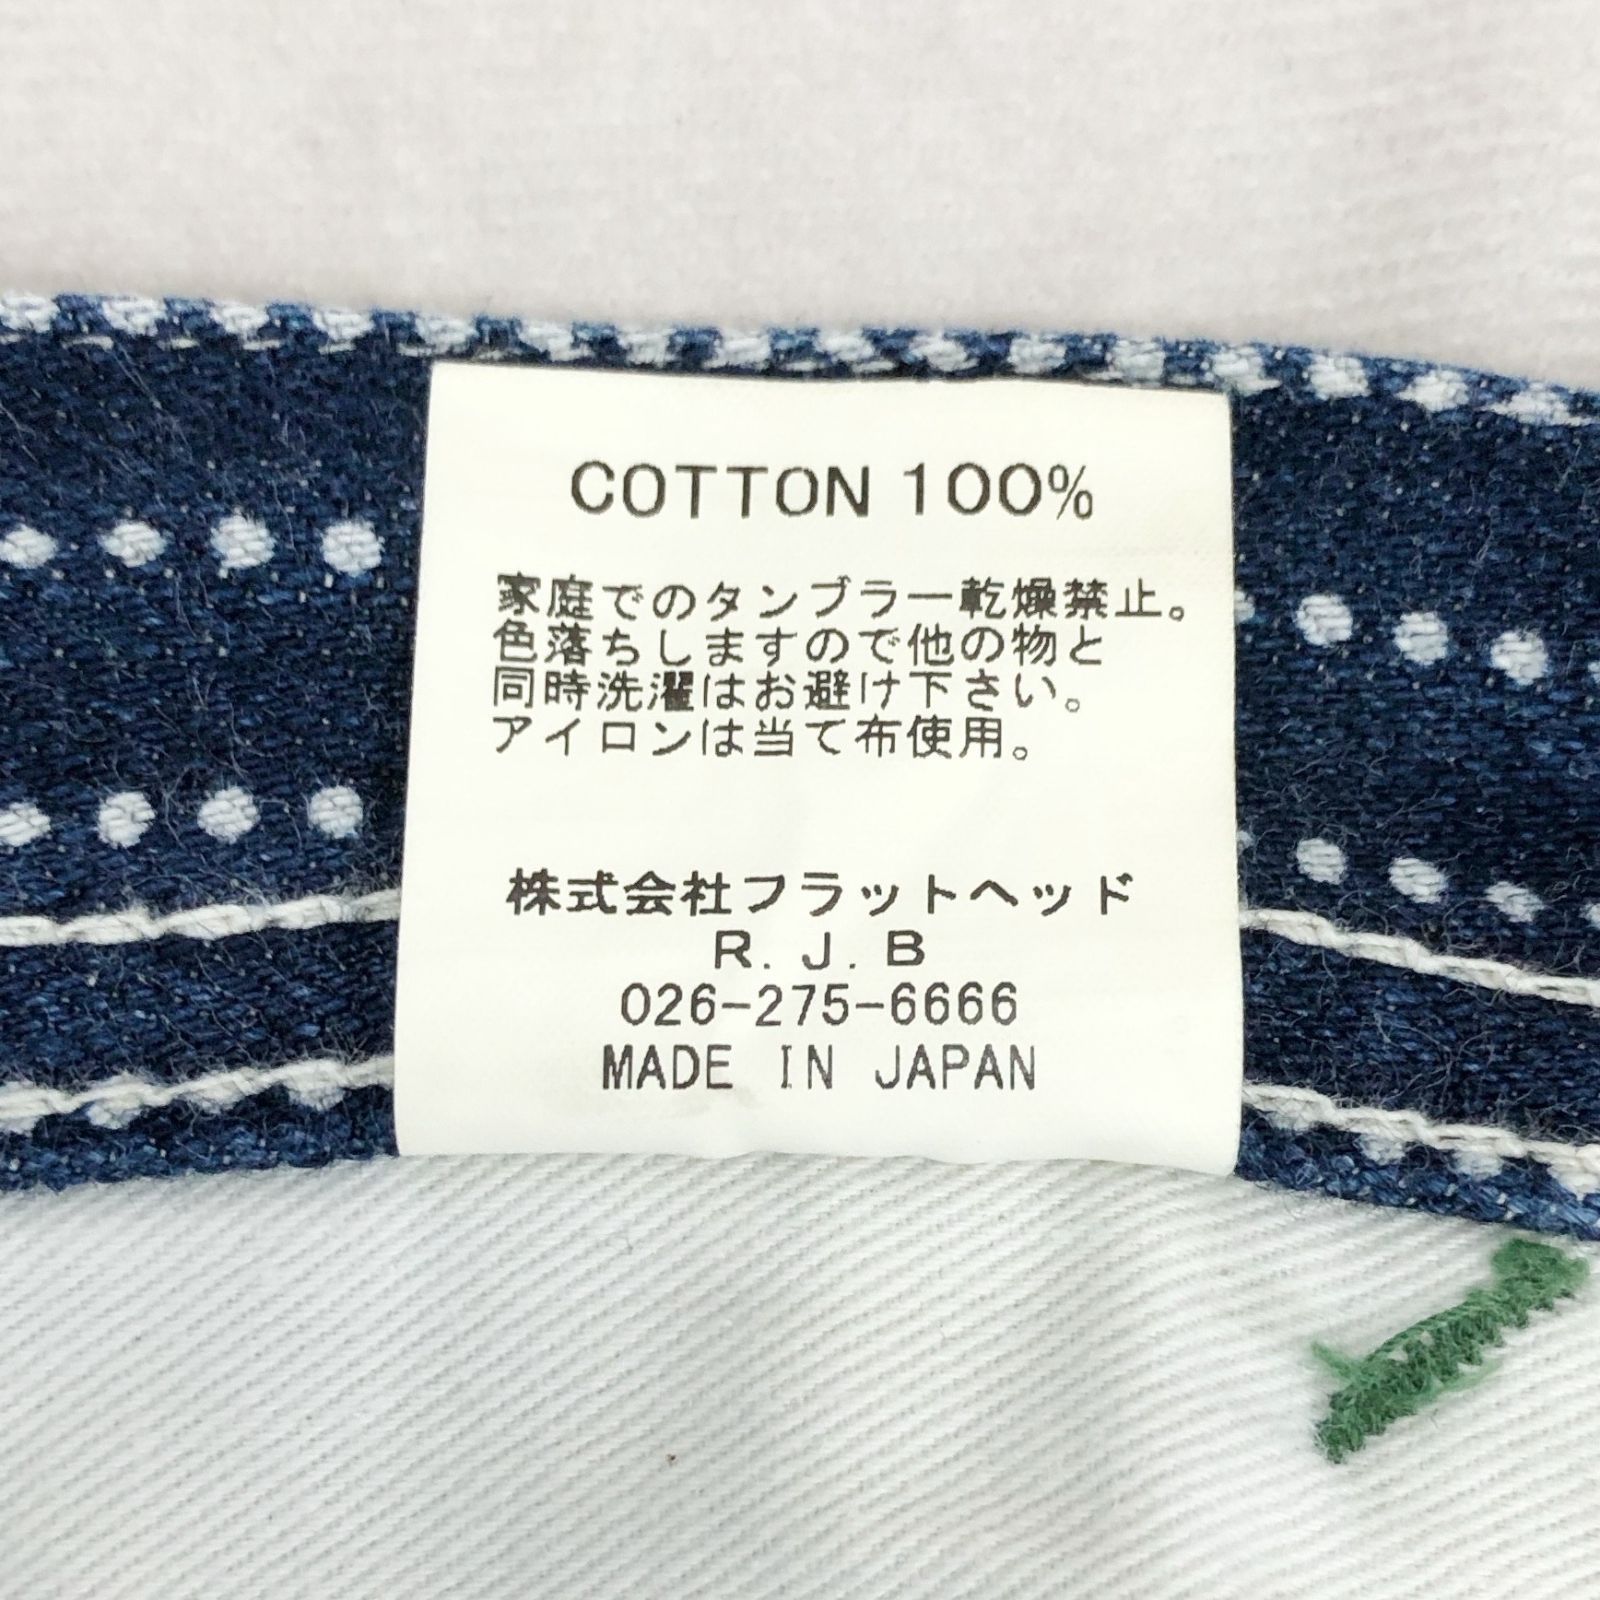 COTTON 100%
家庭でのタンブラー乾燥禁止。
色落ちしますので他の物と
同時洗濯はお避け下さい。
アイロンは当て布使用。
株式会社フラットヘッド
R.J.B
026-275-6666
MADE IN JAPAN